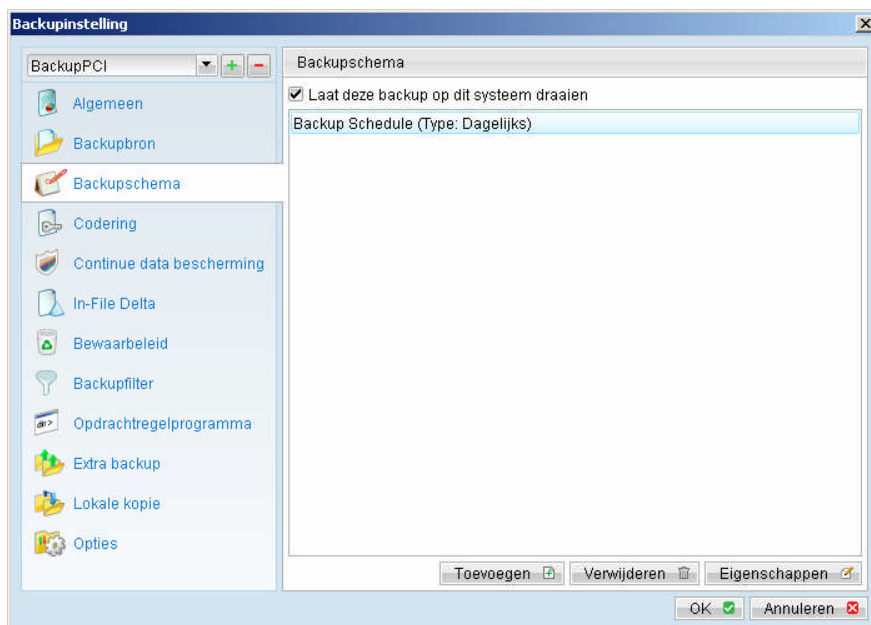 Backupinstelling
BackupPCI
Algemeen
Backupbron
Backupschema
Codering
Continue data bescherming
In-File Delta
Bewaarbeleid
Backupfilter
dir>
Opdrachtregelprogramma
Extra backup
Lokale kopie
Opties
Backupschema
Laat deze backup op dit systeem draaien
Backup Schedule (Type: Dagelijks)
Toevoegen
Verwijderen
Eigenschappen
OK
Annuleren